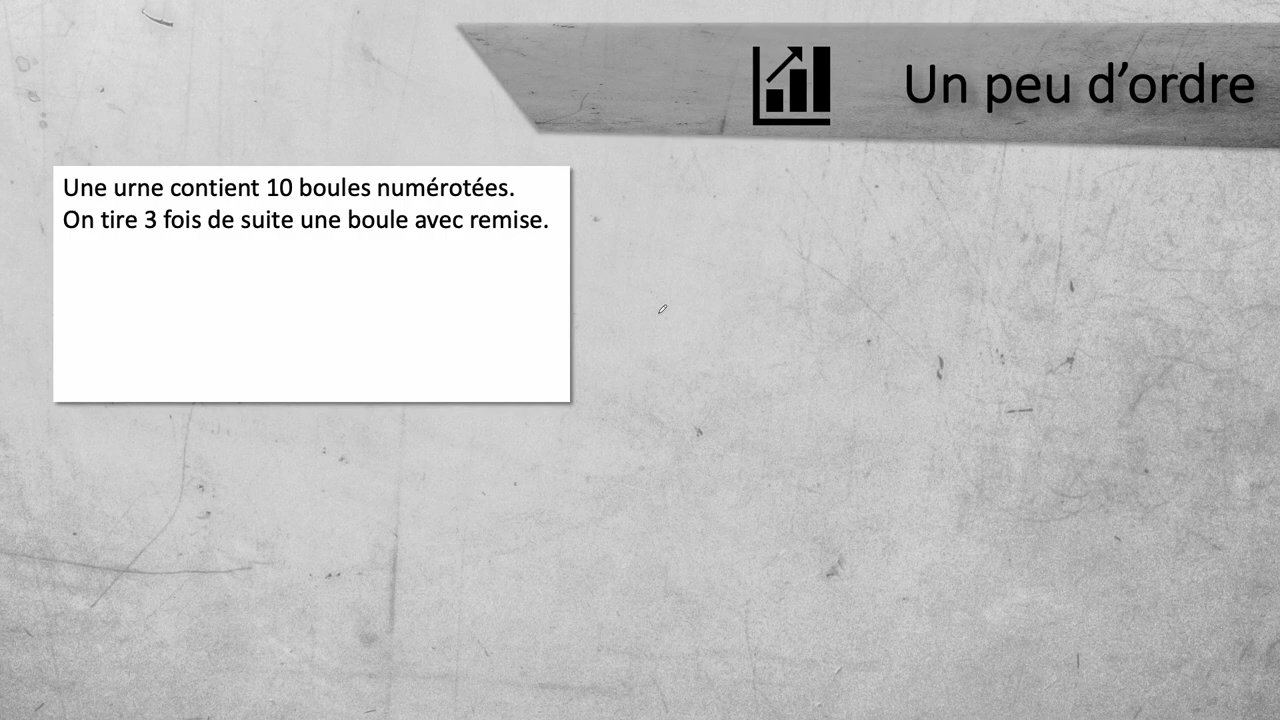 Un peu d’ordre
Une urne contient 10 boules numérotées.
On tire 3 fois de suite une boule avec remise.